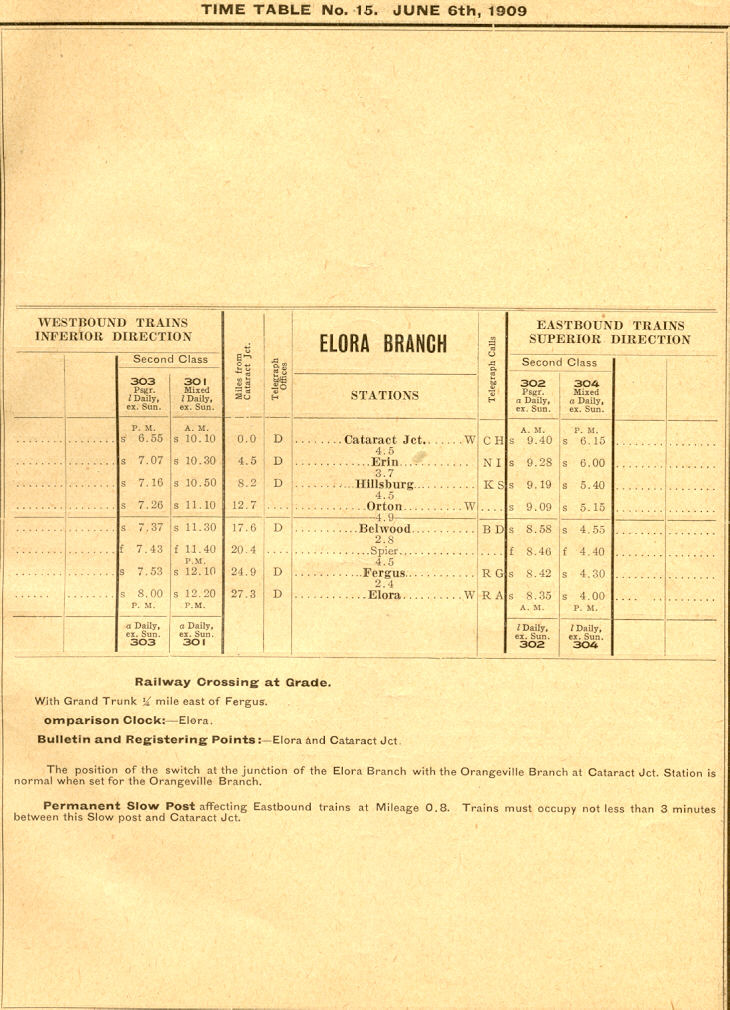 TIME TABLE No. 15. JUNE 6th, 1909
WESTBOUND TRAINS
INFERIOR DIRECTION
Miles from Cataract Jct.
Telegraph Offices
ELORA BRANCH
Telegraph Calls
EASTBOUND TRAINS
SUPERIOR DIRECTION
Second Class
STATIONS
Second Class
303 301 302 304
Psgr. Mixed Psgr. Mixed
l Daily, l Daily, a Daily, a Daily,
ex. Sun. ex. Sun. ex. Sun. ex. Sun.
P. M. A. M. A. M. P. M.
s 6.55 s 10.10 0.0 D ........Cataract Jct......W CH s 9.40 s 6.15
4.5
s 7.07 s 10.30 4.5 D .............Erin............. NI s 9.28 s 6.00
3.7
s 7.16 s 10.50 8.2 D ..........Hillsburg.......... KS s 9.19 s 5.40
4.5
s 7.26 s 11.10 12.7 .... ............Orton............W .... s 9.09 s 5.15
4.9
s 7.37 s 11.30 17.6 D ..........Belwood........... BD s 8.58 s 4.55
2.8
f 7.43 f 11.40 20.4 .... .............Spier............. .... f 8.46 f 4.40
P.M. 4.5
s 7.53 s 12.10 24.9 D ............Fergus............ RG s 8.42 s 4.30
2.4
s 8.00 s 12.20 27.3 D .............Elora...........W RA s 8.35 s 4.00
P. M. P.M. A. M. P. M.
a Daily, a Daily, l Daily, l Daily,
ex. Sun. ex. Sun. ex. Sun. ex. Sun.
303 301 302 304
Railway Crossing at Grade.
With Grand Trunk ¼ mile east of Fergus.
omparison Clock:—Elora.
Bulletin and Registering Points:—Elora and Cataract Jct.
The position of the switch at the junction of the Elora Branch with the Orangeville Branch at Cataract Jct. Station is
normal when set for the Orangeville Branch.
Permanent Slow Post affecting Eastbound trains at Mileage 0.8. Trains must occupy not less than 3 minutes
between this Slow post and Cataract Jct.